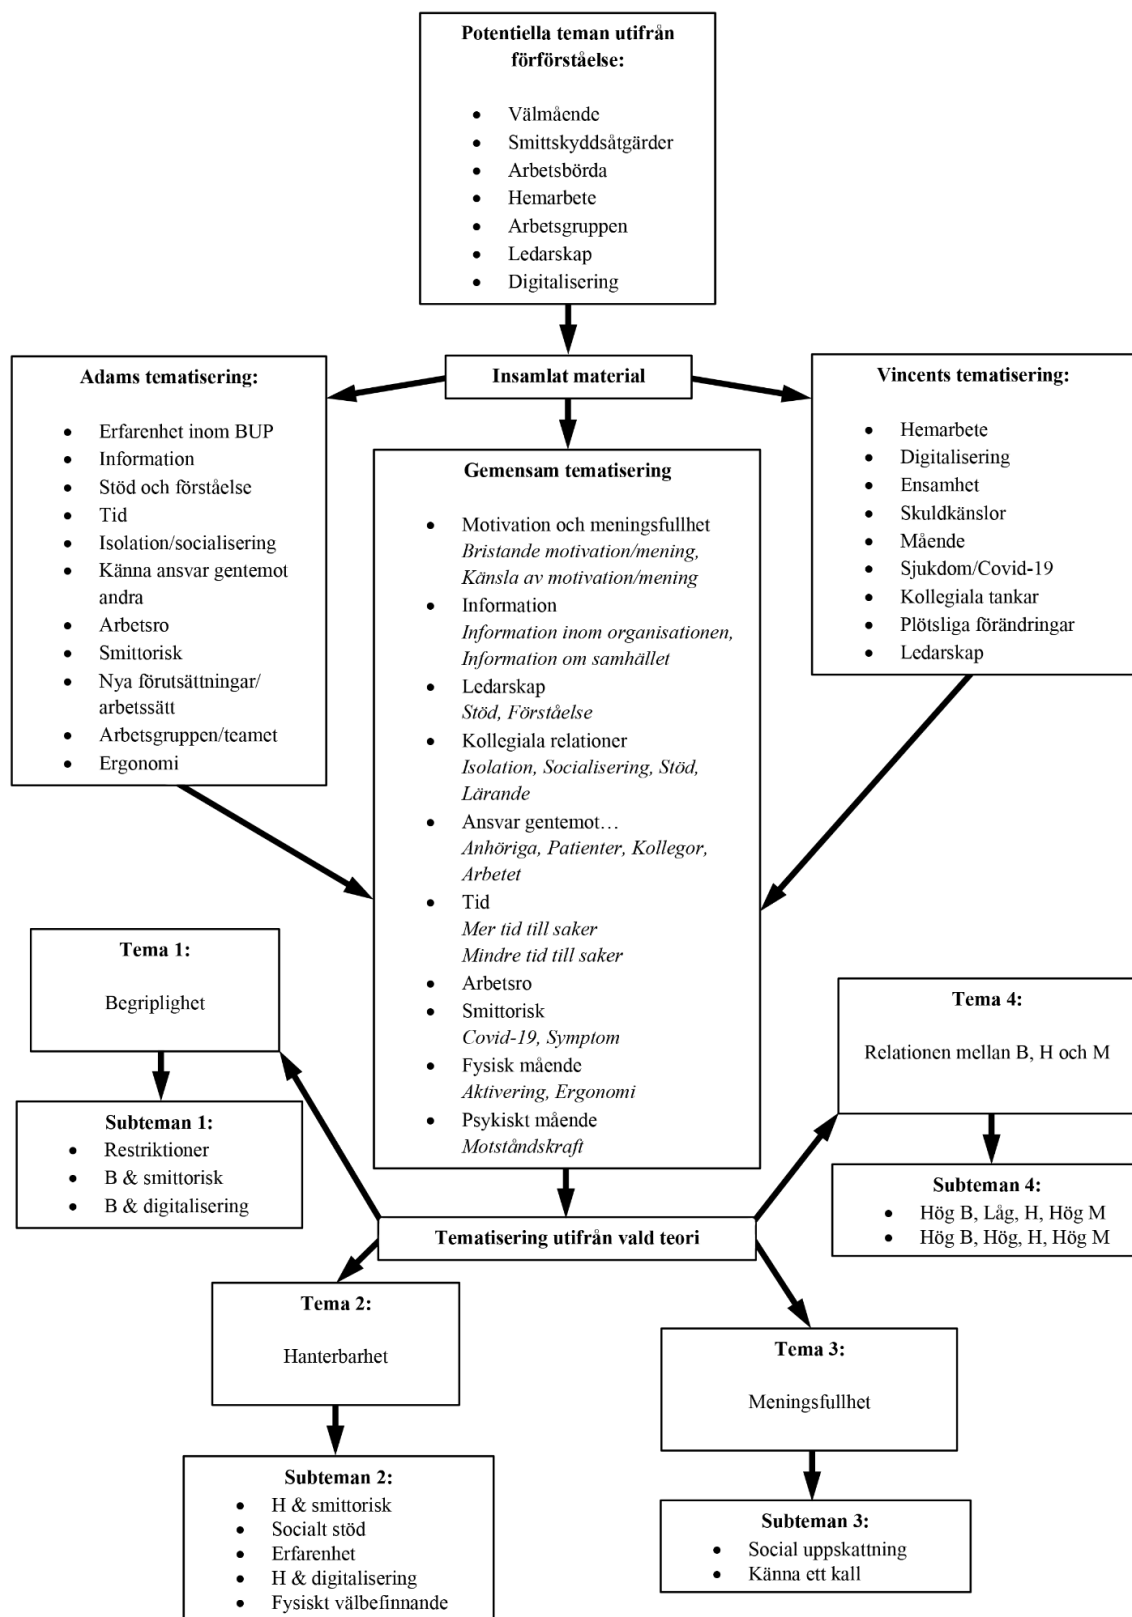 Potentiella teman utifrån
förförståelse:
• Välmående
• Smittskyddsåtgärder
• Arbetsbörda
• Hemarbete
• Arbetsgruppen
• Ledarskap
• Digitalisering
Insamlat material
Adams tematisering:
• Erfarenhet inom BUP
• Information
• Stöd och förståelse
• Tid
• Isolation/socialisering
• Känna ansvar gentemot
andra
• Arbetsro
• Smittorisk
• Nya förutsättningar/
arbetssätt
• Arbetsgruppen/teamet
• Ergonomi
Gemensam tematisering
• Motivation och meningsfullhet
Bristande motivation/mening,
Känsla av motivation/mening
• Information
Information inom organisationen,
Information om samhället
• Ledarskap
Stöd, Förståelse
• Kollegiala relationer
Isolation, Socialisering, Stöd,
Lärande
• Ansvar gentemot…
Anhöriga, Patienter, Kollegor,
Arbetet
• Tid
Mer tid till saker
Mindre tid till saker
• Arbetsro
• Smittorisk
Covid-19, Symptom
• Fysisk mående
Aktivering, Ergonomi
• Psykiskt mående
Motståndskraft
Vincents tematisering:
• Hemarbete
• Digitalisering
• Ensamhet
• Skuldkänslor
• Mående
• Sjukdom/Covid-19
• Kollegiala tankar
• Plötsliga förändringar
• Ledarskap
Tematisering utifrån vald teori
Tema 1:
Begriplighet
Subteman 1:
• Restriktioner
• B & smittorisk
• B & digitalisering
Tema 2:
Hanterbarhet
Subteman 2:
• H & smittorisk
• Socialt stöd
• Erfarenhet
• H & digitalisering
• Fysiskt välbefinnande
Tema 3:
Meningsfullhet
Subteman 3:
• Social uppskattning
• Känna ett kall
Tema 4:
Relationen mellan B, H och M
Subteman 4:
• Hög B, Låg, H, Hög M
• Hög B, Hög, H, Hög M